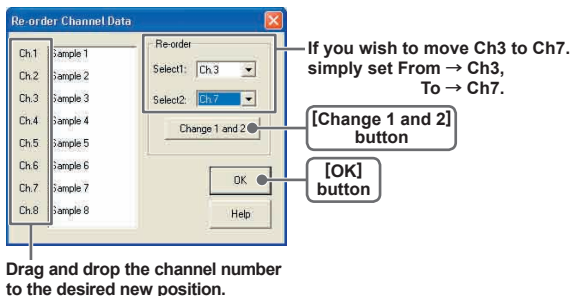 Re-order Channel Data
Ch.1 Sample 1
Ch.2 Sample 2
Ch.3 Sample 3
Ch.4 Sample 4
Ch.5 Sample 5
Ch.6 Sample 6
Ch.7 Sample 7
Ch.8 Sample 8
Re-order
Select1: Ch.3
Select2: Ch.7
Change 1 and 2
OK
Help
If you wish to move Ch3 to Ch7.
simply set From → Ch3,
To → Ch7.
[Change 1 and 2]
button
[OK]
button
Drag and drop the channel number
to the desired new position.